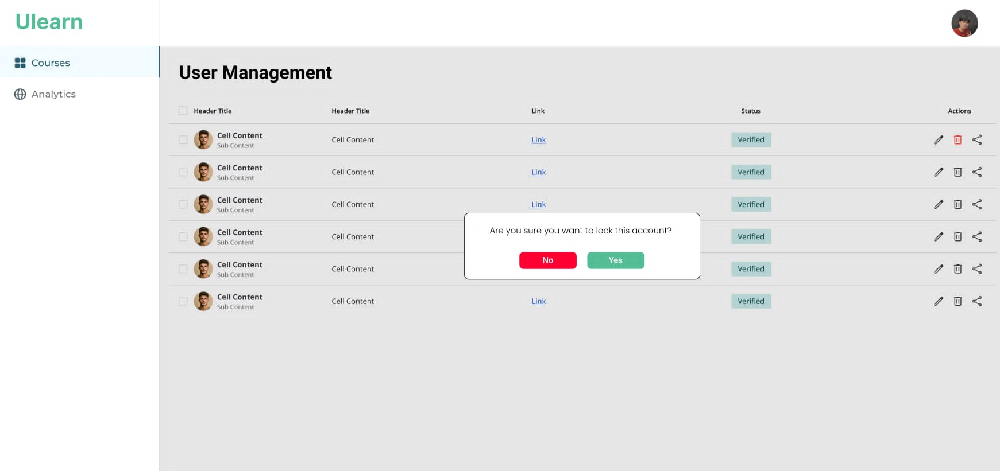 Ulearn
Courses
Analytics
User Management
Header Title Header Title Link Status Actions
Cell Content
Sub Content
Cell Content Link Verified
Cell Content
Sub Content
Cell Content Link Verified
Cell Content
Sub Content
Cell Content Link Verified
Cell Content
Sub Content
Cell Content Verified
Cell Content
Sub Content
Cell Content Verified
Cell Content
Sub Content
Cell Content Link Verified
Are you sure you want to lock this account?
No Yes